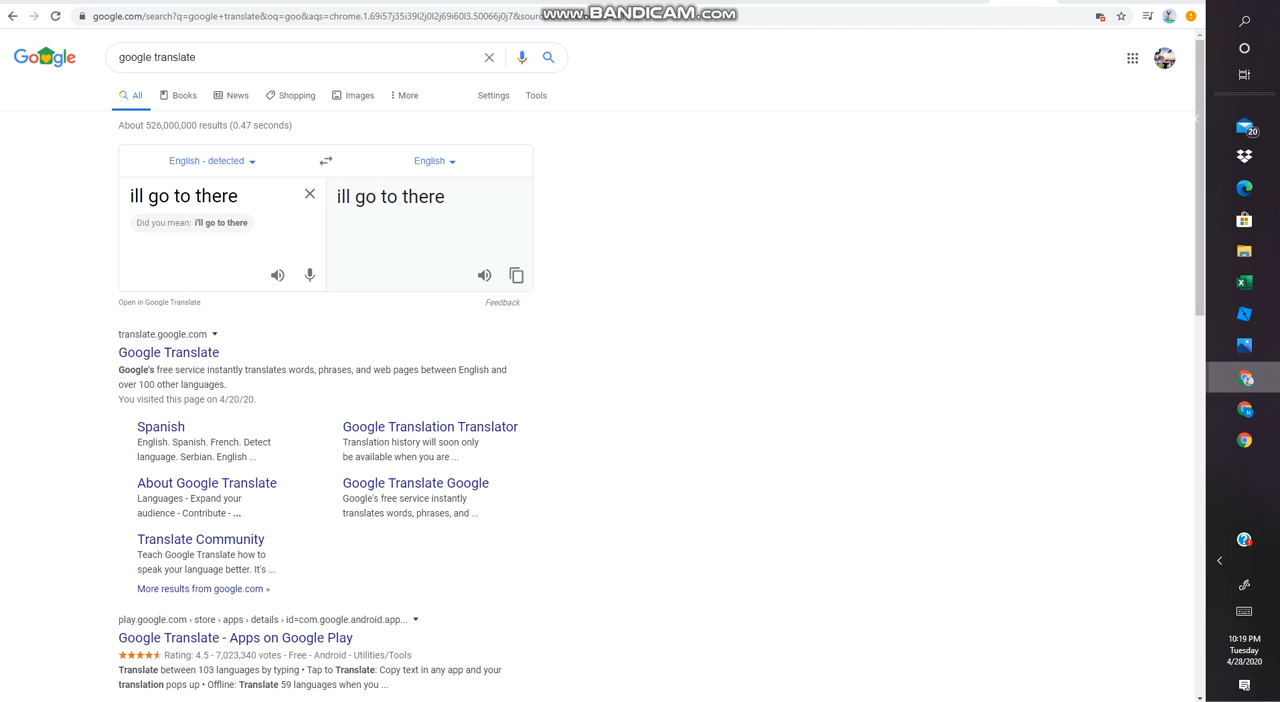 google.com/search?q=google+translate&oq=goo&aqs=chrome.1.69i57j35i39l2j0l2j69i60l3.50066j0j7&sour
www.BANDICAM.com
Google
google translate
All Books News Shopping Images More Settings Tools
About 526,000,000 results (0.47 seconds)
English - detected English
ill go to there ill go to there
Did you mean: i'll go to there
Open in Google Translate Feedback
translate.google.com
Google Translate
Google's free service instantly translates words, phrases, and web pages between English and
over 100 other languages.
You visited this page on 4/20/20.
Spanish
English. Spanish. French. Detect
language. Serbian. English ...
Google Translation Translator
Translation history will soon only
be available when you are ...
About Google Translate
Languages - Expand your
audience - Contribute - ...
Google Translate Google
Google's free service instantly
translates words, phrases, and ...
Translate Community
Teach Google Translate how to
speak your language better. It's ...
More results from google.com »
play.google.com › store › apps › details › id=com.google.android.app...
Google Translate - Apps on Google Play
Rating: 4.5 - 7,023,340 votes - Free - Android - Utilities/Tools
Translate between 103 languages by typing • Tap to Translate: Copy text in any app and your
translation pops up • Offline: Translate 59 languages when you ...
20
10:19 PM
Tuesday
4/28/2020